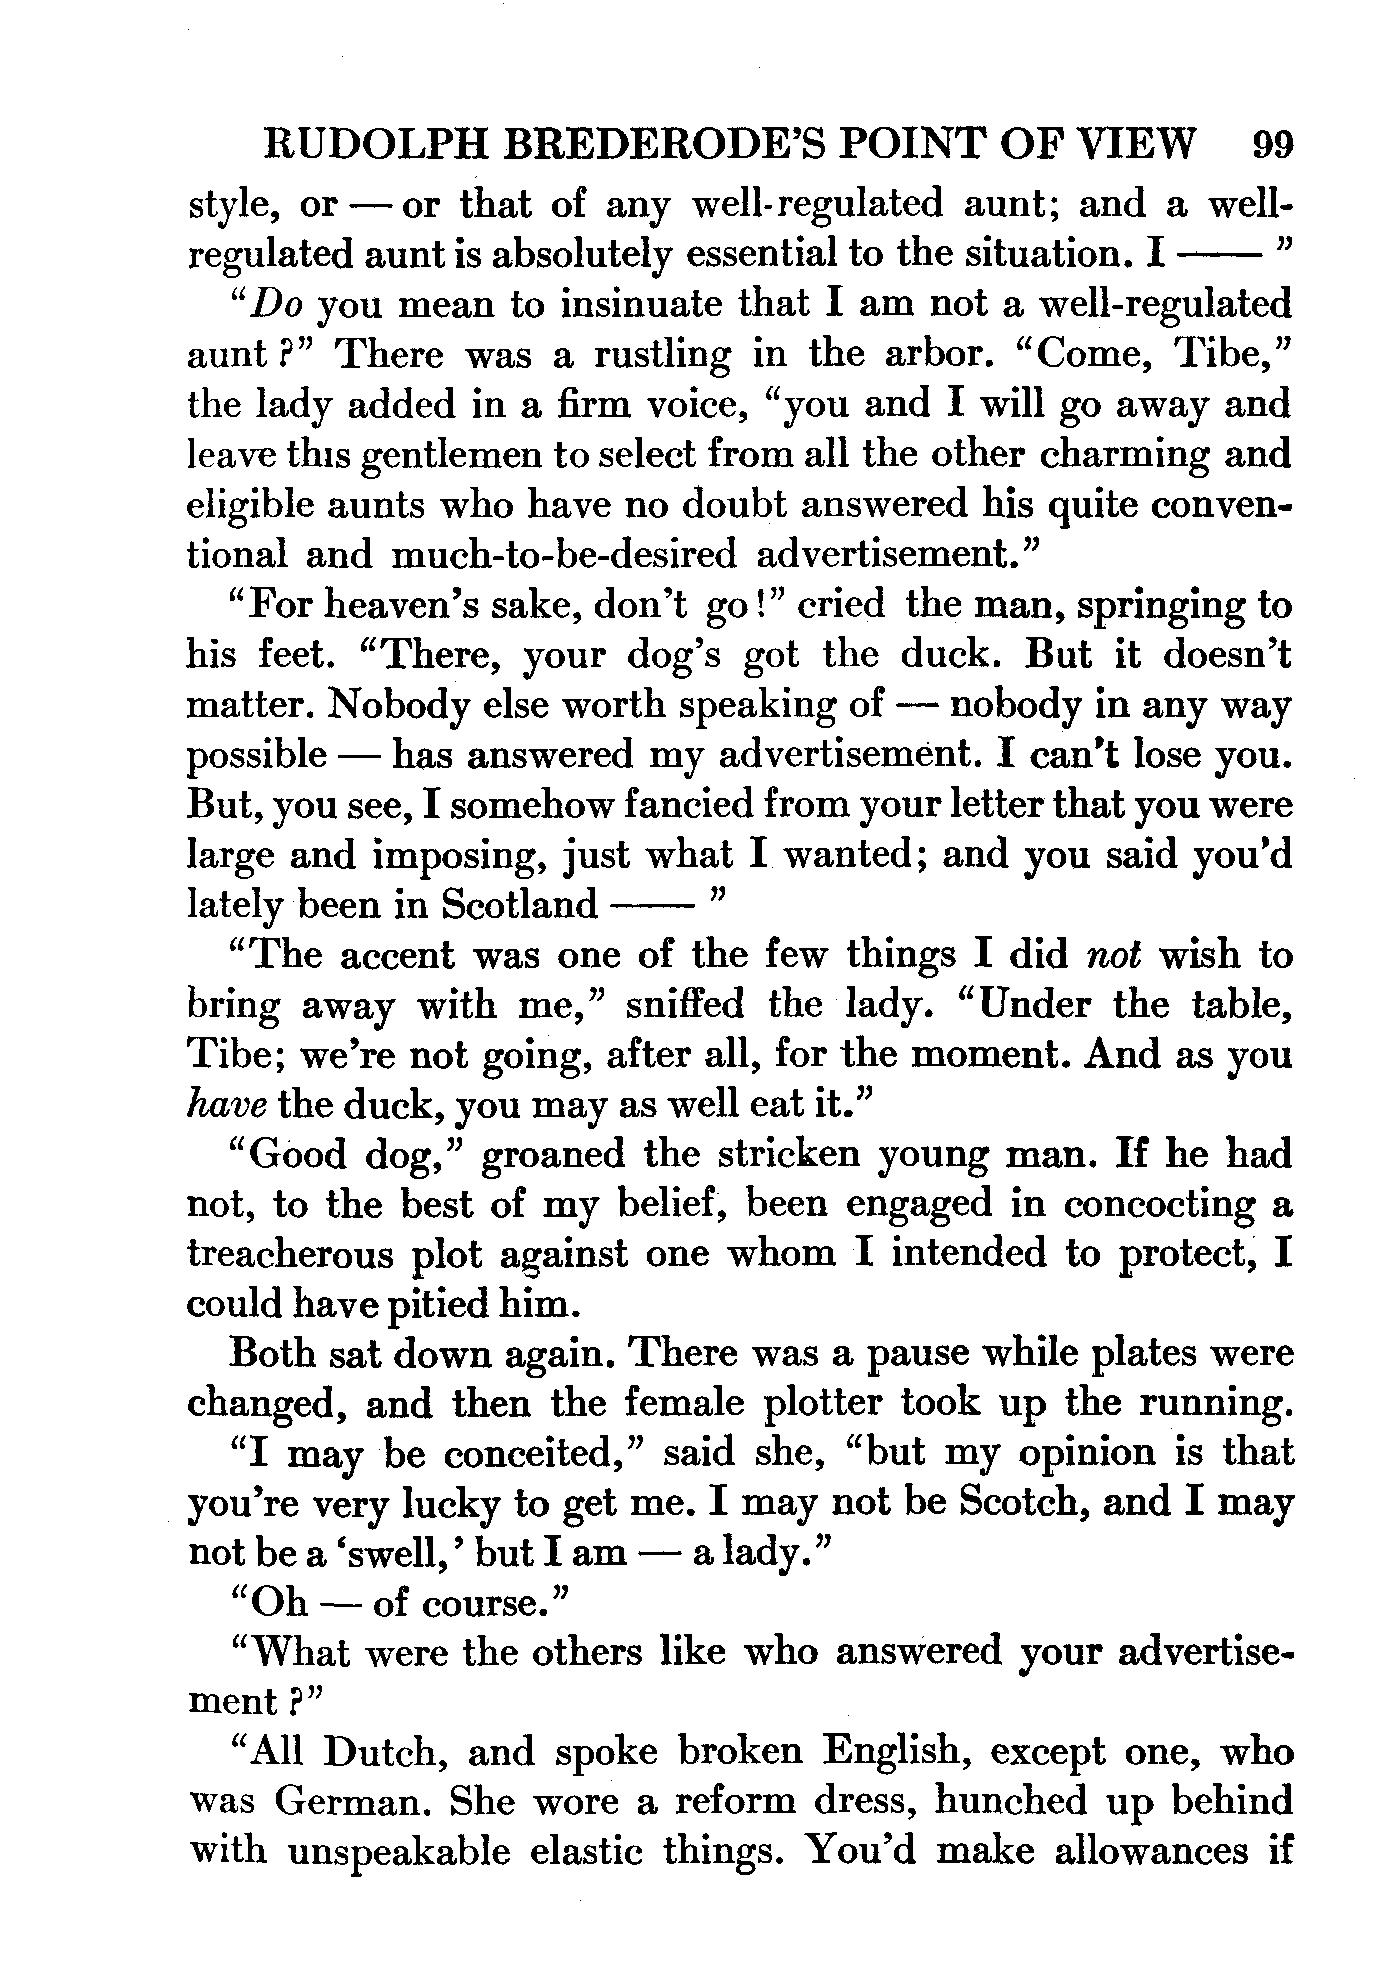 RUDOLPH BREDERODE'S POINT OF VIEW 99
style, or — or that of any well-regulated aunt; and a well-
regulated aunt is absolutely essential to the situation. I —— ”
“Do you mean to insinuate that I am not a well-regulated
aunt?” There was a rustling in the arbor. “Come, Tibe,”
the lady added in a firm voice, “you and I will go away and
leave this gentlemen to select from all the other charming and
eligible aunts who have no doubt answered his quite conven-
tional and much-to-be-desired advertisement.”
“For heaven's sake, don't go!” cried the man, springing to
his feet. “There, your dog's got the duck. But it doesn't
matter. Nobody else worth speaking of — nobody in any way
possible — has answered my advertisement. I can't lose you.
But, you see, I somehow fancied from your letter that you were
large and imposing, just what I wanted; and you said you'd
lately been in Scotland —— ”
“The accent was one of the few things I did not wish to
bring away with me,” sniffed the lady. “Under the table,
Tibe; we're not going, after all, for the moment. And as you
have the duck, you may as well eat it.”
“Good dog,” groaned the stricken young man. If he had
not, to the best of my belief, been engaged in concocting a
treacherous plot against one whom I intended to protect, I
could have pitied him.
Both sat down again. There was a pause while plates were
changed, and then the female plotter took up the running.
“I may be conceited,” said she, “but my opinion is that
you're very lucky to get me. I may not be Scotch, and I may
not be a ‘swell,’ but I am — a lady.”
“Oh — of course.”
“What were the others like who answered your advertise-
ment?”
“All Dutch, and spoke broken English, except one, who
was German. She wore a reform dress, hunched up behind
with unspeakable elastic things. You'd make allowances if